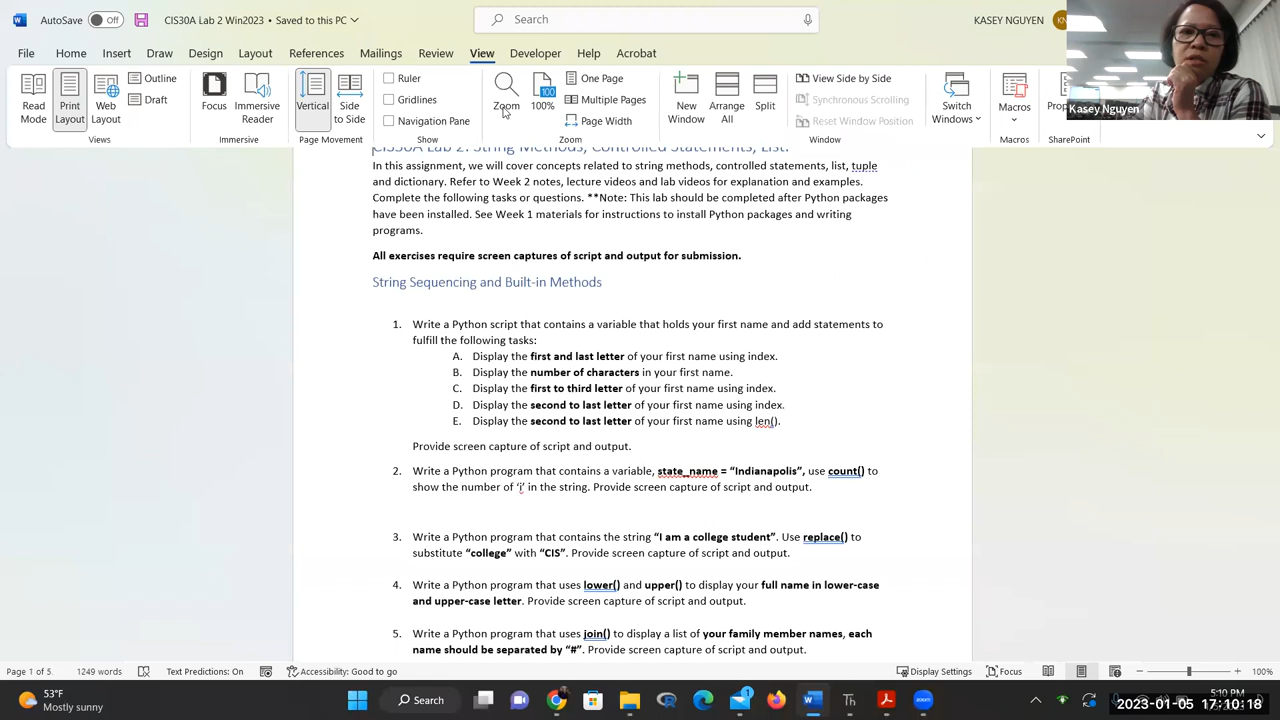 AutoSave Off CIS30A Lab 2 Win2023 • Saved to this PC Search KASEY NGUYEN
File Home Insert Draw Design Layout References Mailings Review View Developer Help Acrobat
Read Mode
Print Layout
Web Layout
Outline
Draft
Views
Focus
Immersive Reader
Immersive
Vertical
Side to Side
Page Movement
Ruler
Gridlines
Navigation Pane
Show
Zoom
100
100%
One Page
Multiple Pages
Page Width
Zoom
New Window
Arrange All
Split
View Side by Side
Synchronous Scrolling
Reset Window Position
Window
Switch Windows
Macros
Macros
SharePoint
Kasey Nguyen
CIS30A Lab 2: String Methods, Controlled Statements, List.
In this assignment, we will cover concepts related to string methods, controlled statements, list, tuple
and dictionary. Refer to Week 2 notes, lecture videos and lab videos for explanation and examples.
Complete the following tasks or questions. **Note: This lab should be completed after Python packages
have been installed. See Week 1 materials for instructions to install Python packages and writing
programs.
All exercises require screen captures of script and output for submission.
String Sequencing and Built-in Methods
1. Write a Python script that contains a variable that holds your first name and add statements to
fulfill the following tasks:
A. Display the first and last letter of your first name using index.
B. Display the number of characters in your first name.
C. Display the first to third letter of your first name using index.
D. Display the second to last letter of your first name using index.
E. Display the second to last letter of your first name using len().
Provide screen capture of script and output.
2. Write a Python program that contains a variable, state_name = “Indianapolis”, use count() to
show the number of ‘i’ in the string. Provide screen capture of script and output.
3. Write a Python program that contains the string “I am a college student”. Use replace() to
substitute “college” with “CIS”. Provide screen capture of script and output.
4. Write a Python program that uses lower() and upper() to display your full name in lower-case
and upper-case letter. Provide screen capture of script and output.
5. Write a Python program that uses join() to display a list of your family member names, each
name should be separated by “#”. Provide screen capture of script and output.
Page 1 of 5 1249 words Text Predictions: On Accessibility: Good to go Display Settings Focus 100%
53°F
Mostly sunny
Search
Th
zoom
5:10 PM
2023-01-05 17:10:18